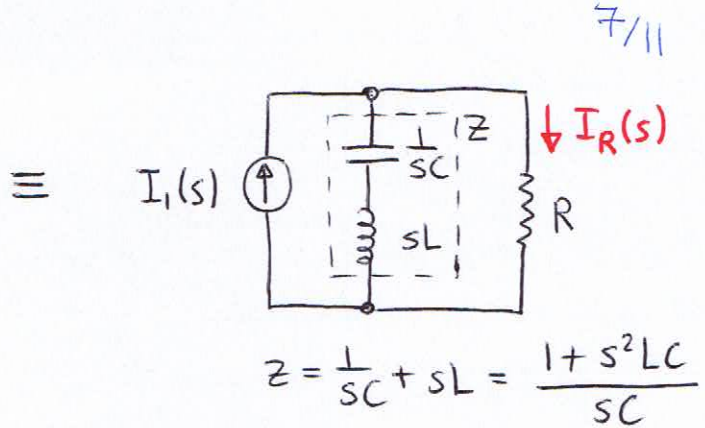 7/11
≡
I₁(s)
1/SC
Z
SL
I_R(s)
R
Z = 1/SC + SL = (1 + S²LC)/SC